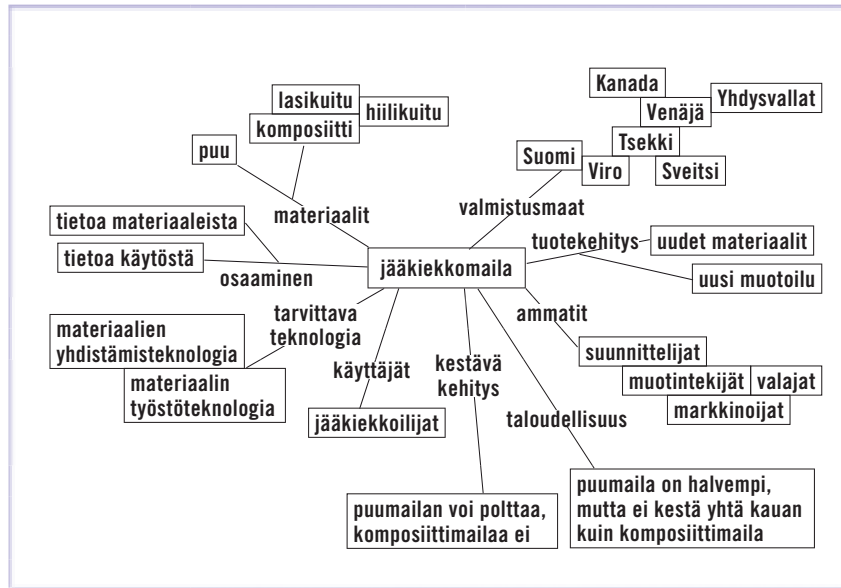 Kanada
Yhdysvallat
lasikuitu
hiilikuitu
Venäjä
komposiitti
Tsekki
puu
Suomi
Viro
Sveitsi
materiaalit
valmistusmaat
tietoa materiaaleista
tuotekehitys
uudet materiaalit
tietoa käytöstä
jääkiekkomaila
osaaminen
uusi muotoilu
tarvittava
teknologia
ammatit
materiaalien
yhdistämisteknologia
suunnittelijat
käyttäjät
kestävä
kehitys
materiaalin
työstöteknologia
muotintekijät
valajat
markkinoijat
jääkiekkoilijat
taloudellisuus
puumailan voi polttaa,
komposiittimailaa ei
puumaila on halvempi,
mutta ei kestä yhtä kauan
kuin komposiittimaila